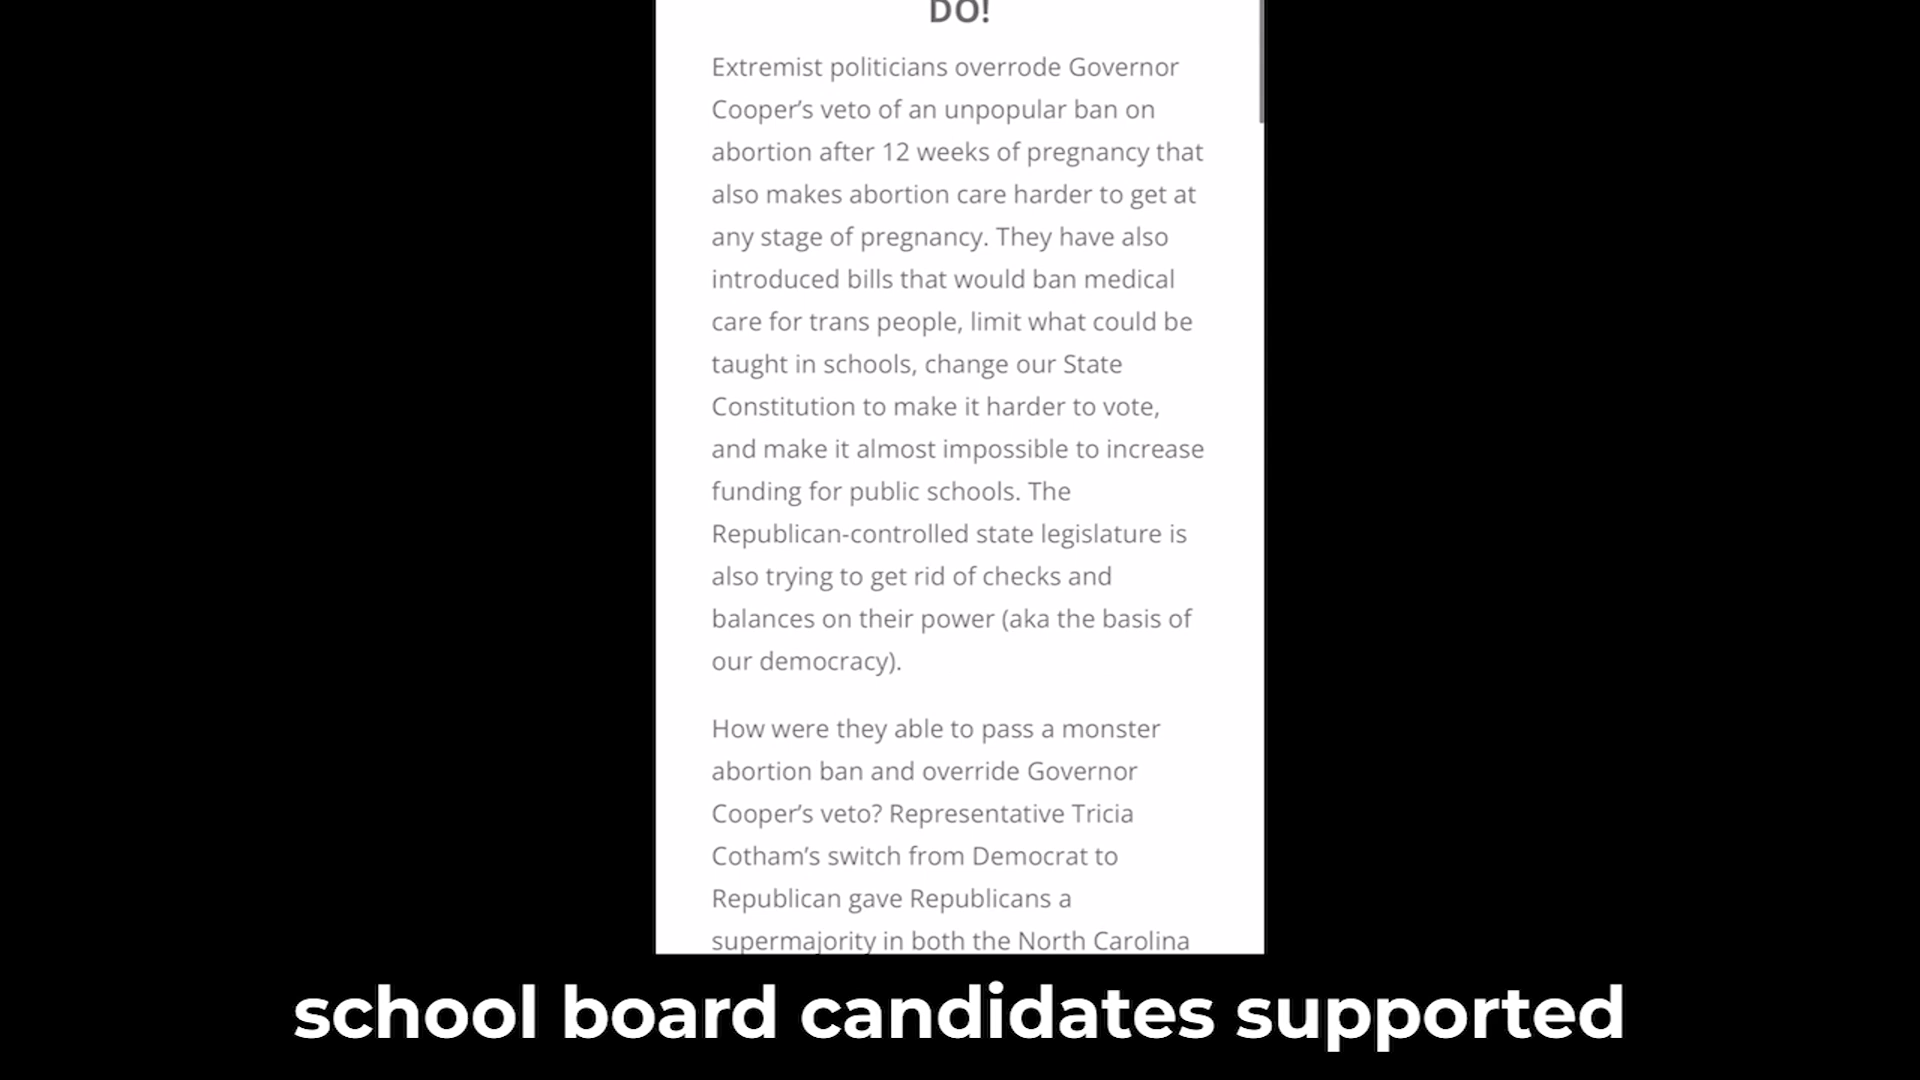 DO!
Extremist politicians overrode Governor
Cooper’s veto of an unpopular ban on
abortion after 12 weeks of pregnancy that
also makes abortion care harder to get at
any stage of pregnancy. They have also
introduced bills that would ban medical
care for trans people, limit what could be
taught in schools, change our State
Constitution to make it harder to vote,
and make it almost impossible to increase
funding for public schools. The
Republican-controlled state legislature is
also trying to get rid of checks and
balances on their power (aka the basis of
our democracy).
How were they able to pass a monster
abortion ban and override Governor
Cooper’s veto? Representative Tricia
Cotham’s switch from Democrat to
Republican gave Republicans a
supermajority in both the North Carolina
school board candidates supported